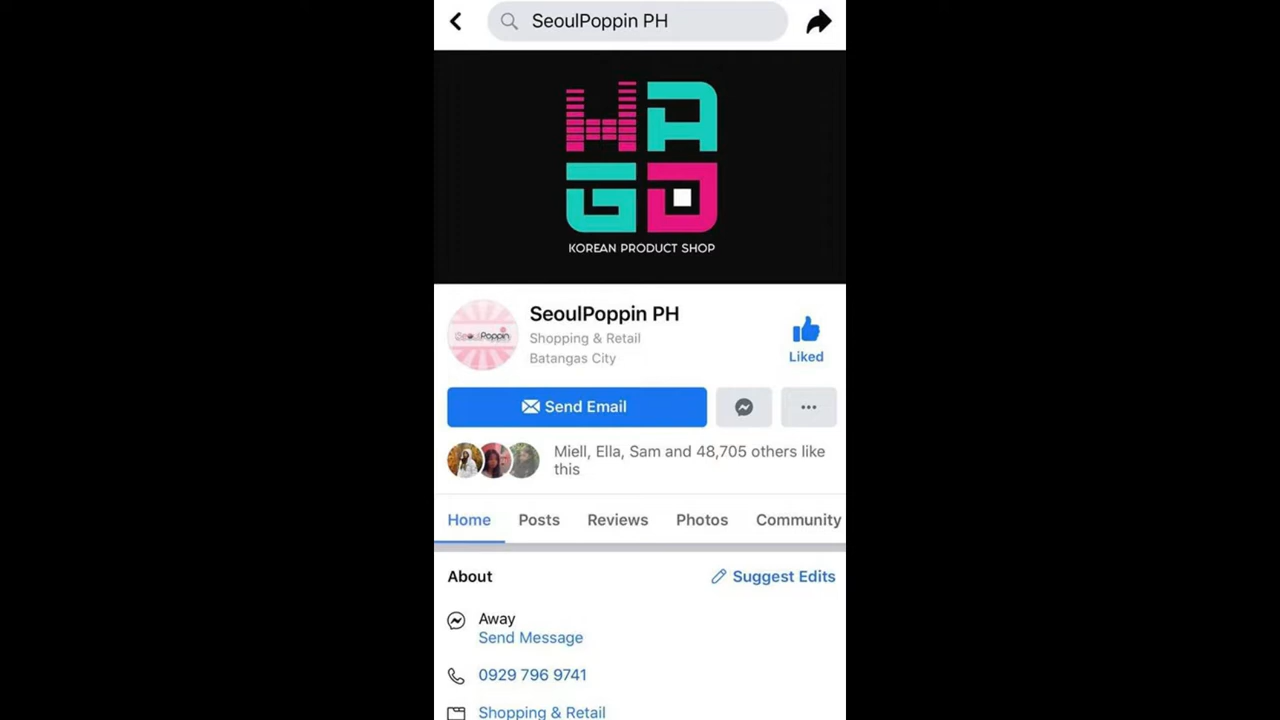 SeoulPoppin PH
HAGO
KOREAN PRODUCT SHOP
SeoulPoppin
SeoulPoppin PH
Shopping & Retail
Batangas City
Liked
Send Email
Miell, Ella, Sam and 48,705 others like
this
Home Posts Reviews Photos Community
About
Suggest Edits
Away
Send Message
0929 796 9741
Shopping & Retail